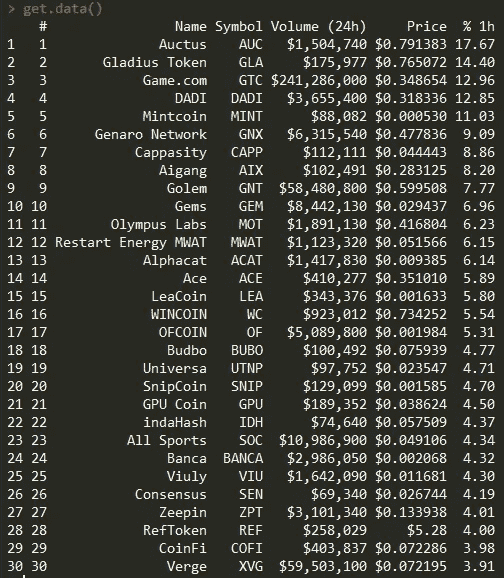 > get.data()
# Name Symbol Volume (24h) Price % 1h
1 1 Auctus AUC $1,504,740 $0.791383 17.67
2 2 Gladius Token GLA $175,977 $0.765072 14.40
3 3 Game.com GTC $241,286,000 $0.348654 12.96
4 4 DADI DADI $3,655,400 $0.318336 12.85
5 5 Mintcoin MINT $88,082 $0.000530 11.03
6 6 Genaro Network GNX $6,315,540 $0.477836 9.09
7 7 Cappasity CAPP $112,111 $0.044443 8.86
8 8 Aigang AIX $102,491 $0.283125 8.20
9 9 Golem GNT $58,480,800 $0.599508 7.77
10 10 Gems GEM $8,442,130 $0.029437 6.96
11 11 Olympus Labs MOT $1,891,130 $0.416804 6.23
12 12 Restart Energy MWAT MWAT $1,123,320 $0.051566 6.15
13 13 Alphacat ACAT $1,417,830 $0.009385 6.14
14 14 Ace ACE $410,277 $0.351010 5.89
15 15 LeaCoin LEA $343,376 $0.001633 5.80
16 16 WINCOIN WC $923,012 $0.734252 5.54
17 17 OFCOIN OF $5,089,800 $0.001984 5.31
18 18 Budbo BUBO $100,492 $0.075939 4.77
19 19 Universa UTNP $97,752 $0.023547 4.71
20 20 SnipCoin SNIP $129,099 $0.001585 4.70
21 21 GPU Coin GPU $189,352 $0.038624 4.50
22 22 indaHash IDH $74,640 $0.057509 4.37
23 23 All Sports SOC $10,986,900 $0.049106 4.34
24 24 Banca BANCA $2,986,050 $0.002068 4.32
25 25 Viuly VIU $1,642,090 $0.011681 4.30
26 26 Consensus SEN $69,340 $0.026744 4.19
27 27 Zeepin ZPT $3,101,340 $0.133938 4.01
28 28 RefToken REF $258,029 $5.28 4.00
29 29 CoinFi COFI $403,837 $0.072286 3.98
30 30 Verge XVG $59,503,100 $0.072195 3.91